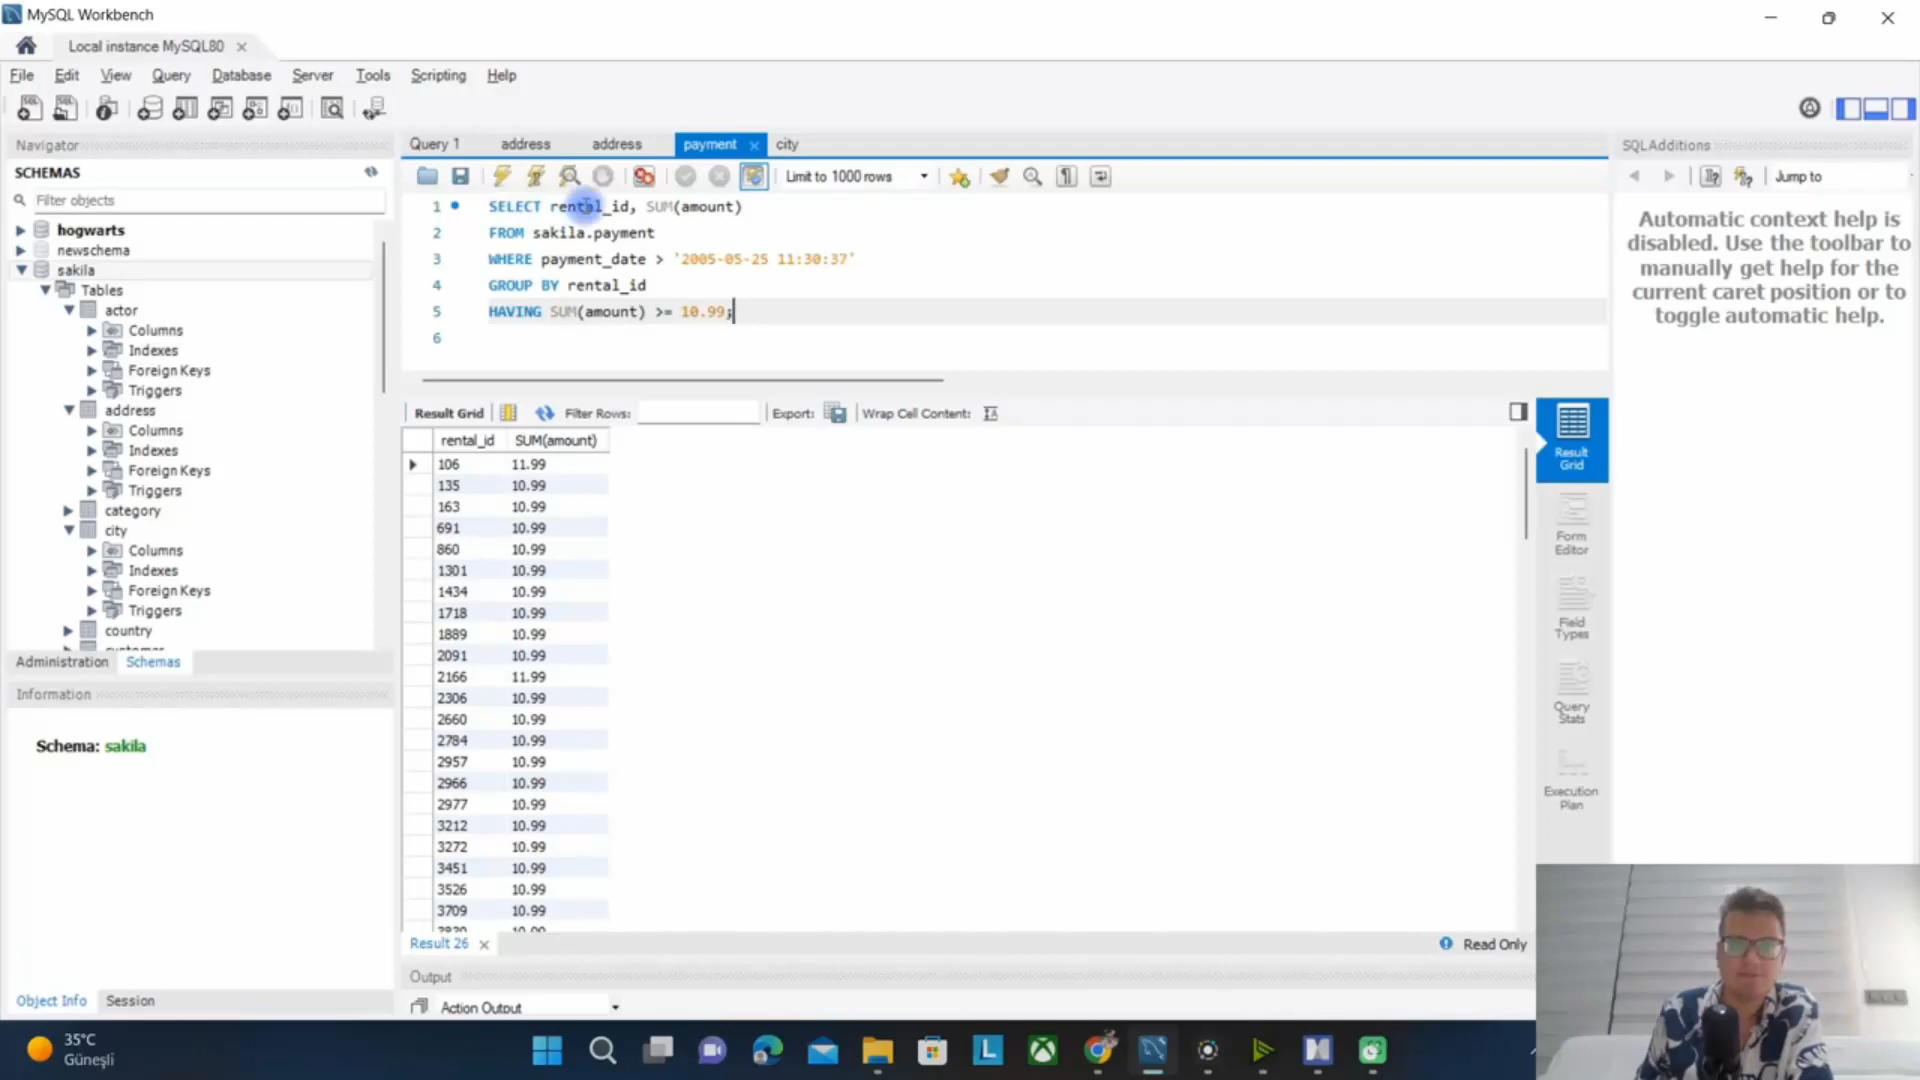 MySQL Workbench
Local instance MySQL80
File Edit View Query Database Server Tools Scripting Help
Navigator
SCHEMAS
Filter objects
hogwarts
newschema
sakila
Tables
actor
Columns
Indexes
Foreign Keys
Triggers
address
Columns
Indexes
Foreign Keys
Triggers
category
city
Columns
Indexes
Foreign Keys
Triggers
country
Administration Schemas
Information
Schema: sakila
Object Info Session
Query 1 address address payment city
Limit to 1000 rows
1 SELECT rental_id, SUM(amount)
2 FROM sakila.payment
3 WHERE payment_date > '2005-05-25 11:30:37'
4 GROUP BY rental_id
5 HAVING SUM(amount) >= 10.99;
6
Result Grid Filter Rows: Export: Wrap Cell Content:
rental_id SUM(amount)
106 11.99
135 10.99
163 10.99
691 10.99
860 10.99
1301 10.99
1434 10.99
1718 10.99
1889 10.99
2091 10.99
2166 11.99
2306 10.99
2660 10.99
2784 10.99
2957 10.99
2966 10.99
2977 10.99
3212 10.99
3272 10.99
3451 10.99
3526 10.99
3709 10.99
Result 26
Read Only
Output
Action Output
Result Grid
Form Editor
Field Types
Query Stats
Execution Plan
SQLAdditions
Jump to
Automatic context help is
disabled. Use the toolbar to
manually get help for the
current caret position or to
toggle automatic help.
35°C
Güneşli